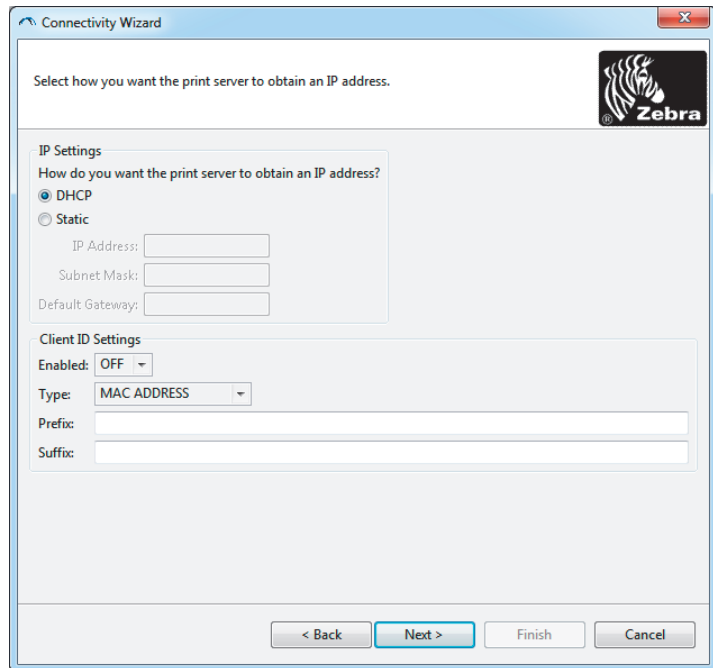 Connectivity Wizard
Select how you want the print server to obtain an IP address.
® Zebra
IP Settings
How do you want the print server to obtain an IP address?
DHCP
Static
IP Address:
Subnet Mask:
Default Gateway:
Client ID Settings
Enabled: OFF
Type: MAC ADDRESS
Prefix:
Suffix:
< Back Next > Finish Cancel